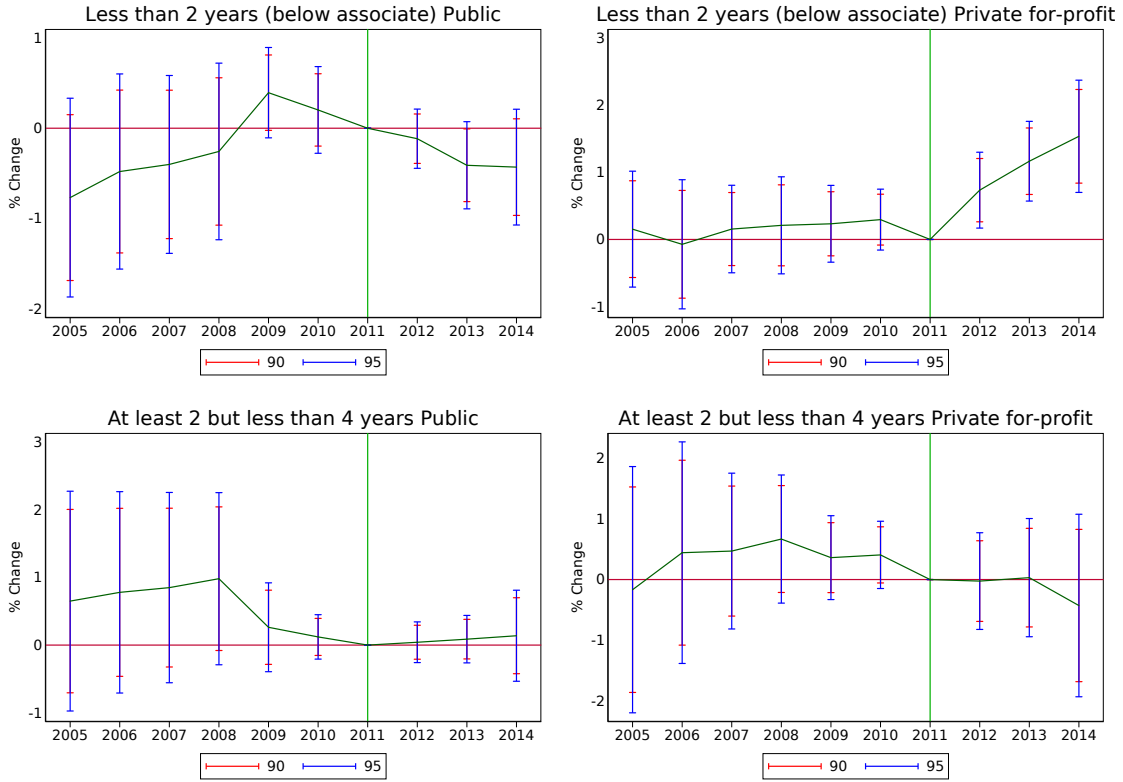 Less than 2 years (below associate) Public
% Change
1
0
-1
-2
2005 2006 2007 2008 2009 2010 2011 2012 2013 2014
90 95
Less than 2 years (below associate) Private for-profit
% Change
3
2
1
0
-1
2005 2006 2007 2008 2009 2010 2011 2012 2013 2014
90 95
At least 2 but less than 4 years Public
% Change
3
2
1
0
-1
2005 2006 2007 2008 2009 2010 2011 2012 2013 2014
90 95
At least 2 but less than 4 years Private for-profit
% Change
2
1
0
-1
-2
2005 2006 2007 2008 2009 2010 2011 2012 2013 2014
90 95